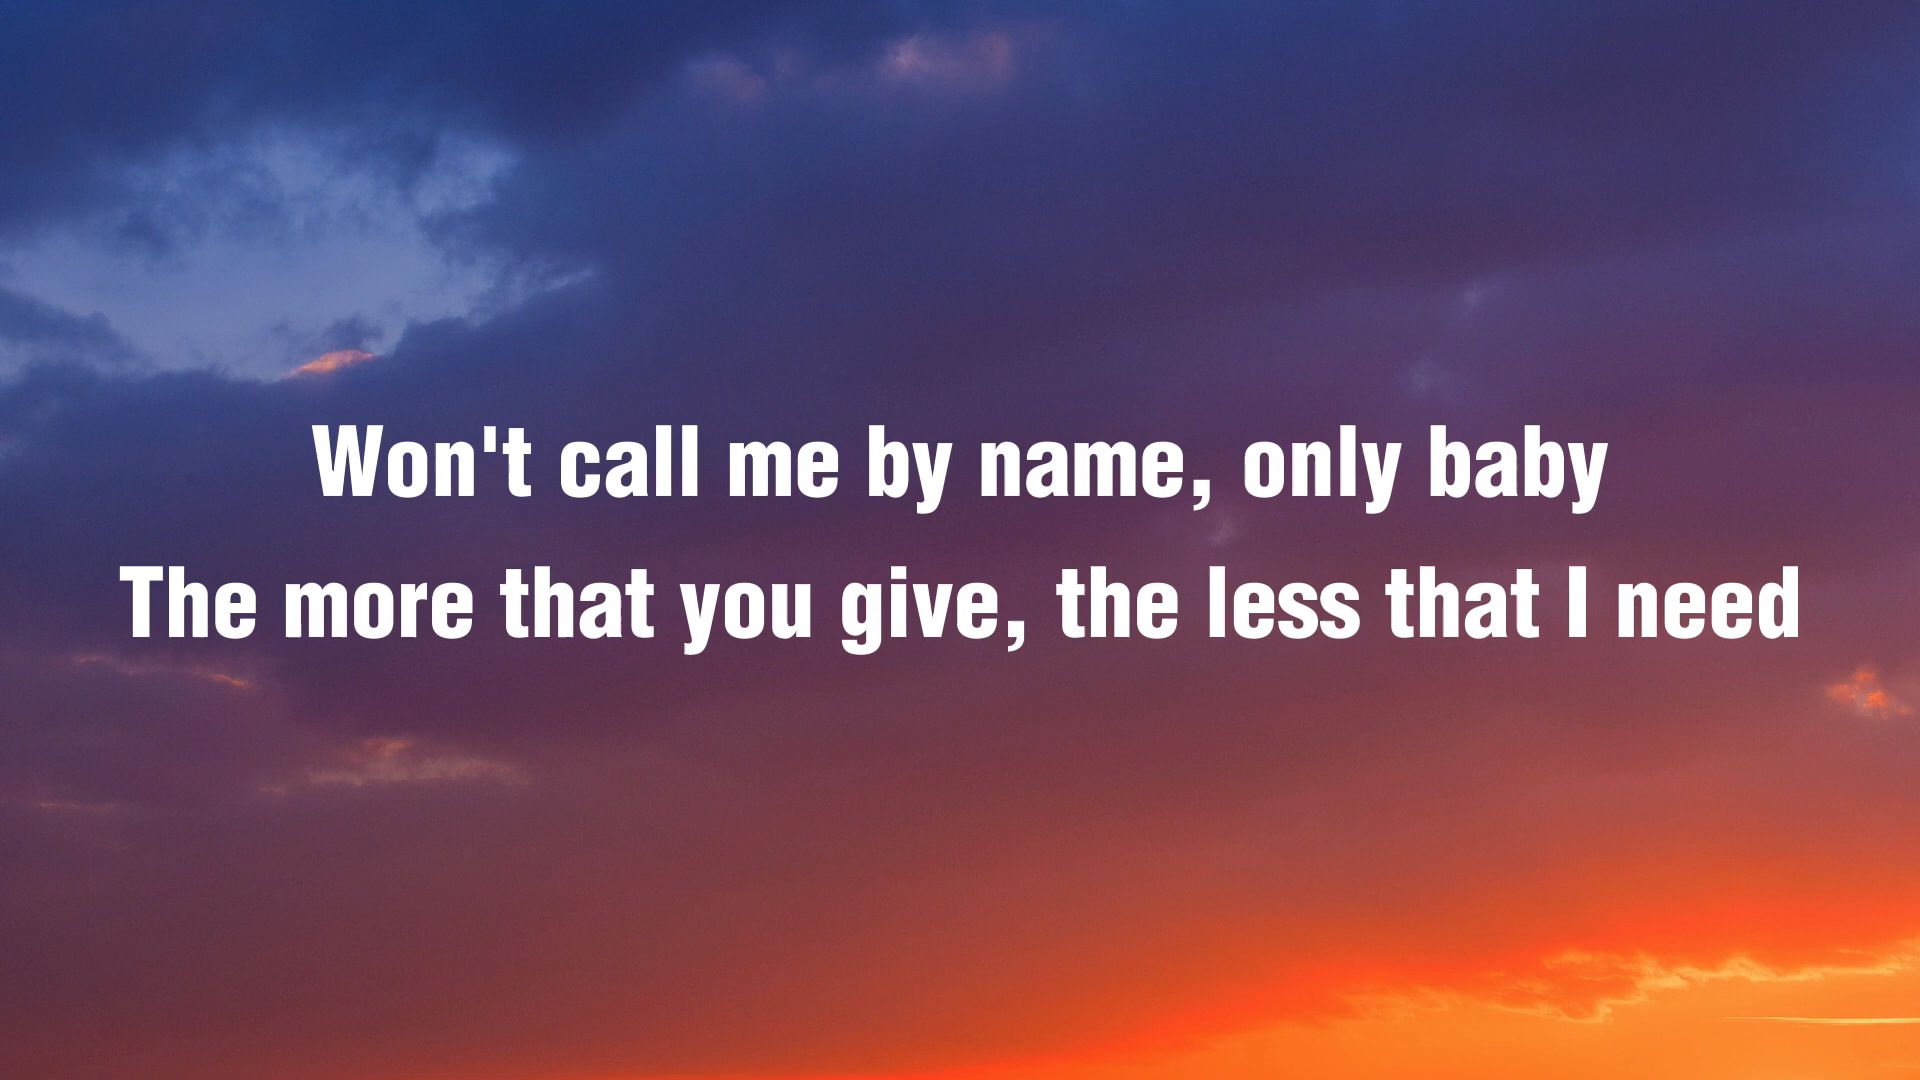 Won't call me by name, only baby
The more that you give, the less that I need